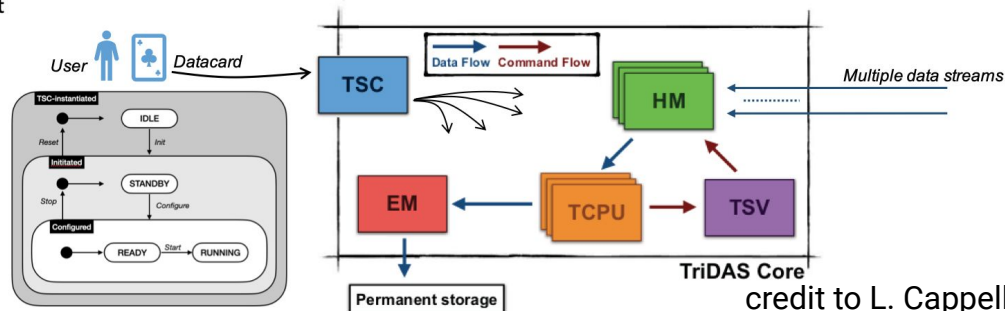 User
Datacard
TSC-instantiated
IDLE
Reset
Init
Inititated
STANDBY
Stop
Configure
Configured
READY
Start
RUNNING
TSC
Data Flow
Command Flow
HM
Multiple data streams
EM
TCPU
TSV
TriDAS Core
Permanent storage
credit to L. Cappell